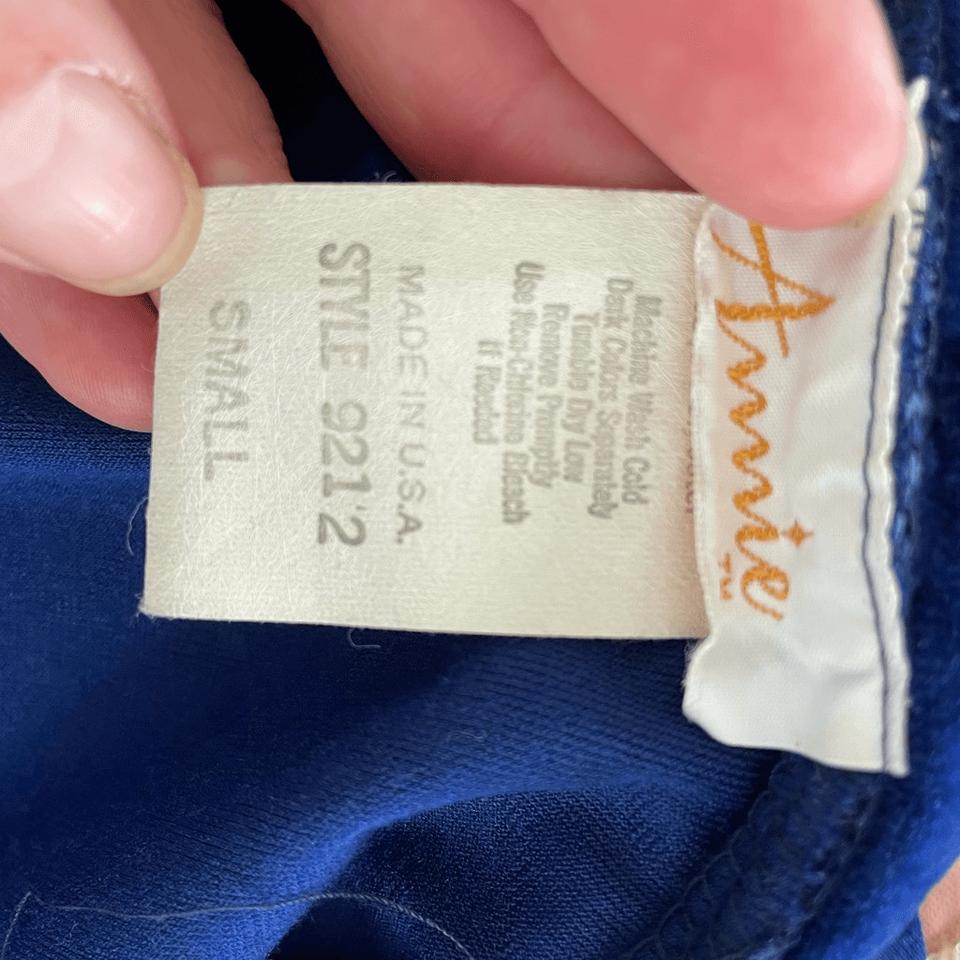 Annie
TM
Machine Wash Cold
Dark Colors Separately
Tumble Dry Low
Remove Promptly
Use Non-Chlorine Bleach
If Needed
MADE IN U.S.A.
STYLE 921'2
SMALL